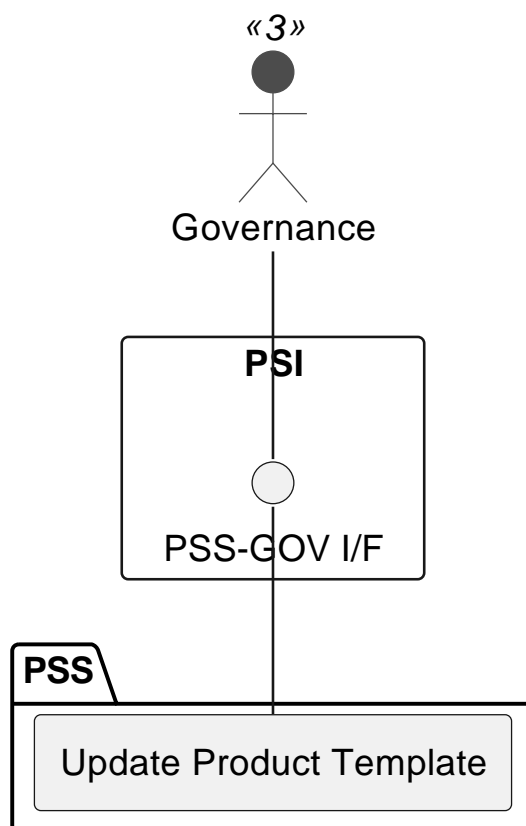 «3»
Governance
PSI
PSS-GOV I/F
PSS
Update Product Template